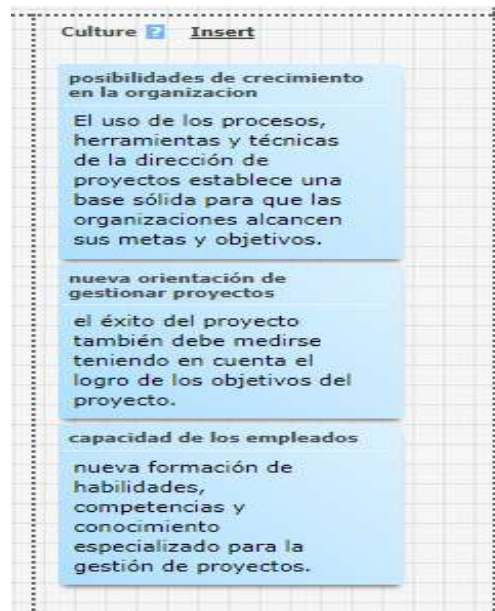 Culture ? Insert
posibilidades de crecimiento
en la organizacion
El uso de los procesos,
herramientas y técnicas
de la dirección de
proyectos establece una
base sólida para que las
organizaciones alcancen
sus metas y objetivos.
nueva orientación de
gestionar proyectos
el éxito del proyecto
también debe medirse
teniendo en cuenta el
logro de los objetivos del
proyecto.
capacidad de los empleados
nueva formación de
habilidades,
competencias y
conocimiento
especializado para la
gestión de proyectos.